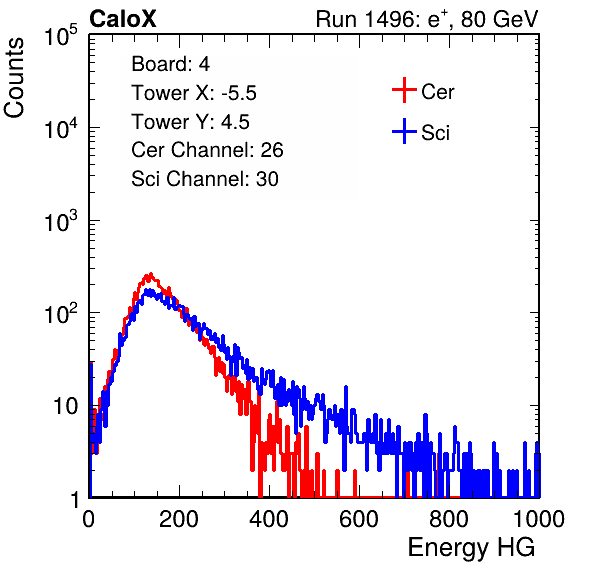 CaloX Run 1496: e⁺, 80 GeV
Counts
10⁵
10⁴
10³
10²
10
1
Board: 4
Tower X: -5.5
Tower Y: 4.5
Cer Channel: 26
Sci Channel: 30
Cer
Sci
0 200 400 600 800 1000
Energy HG